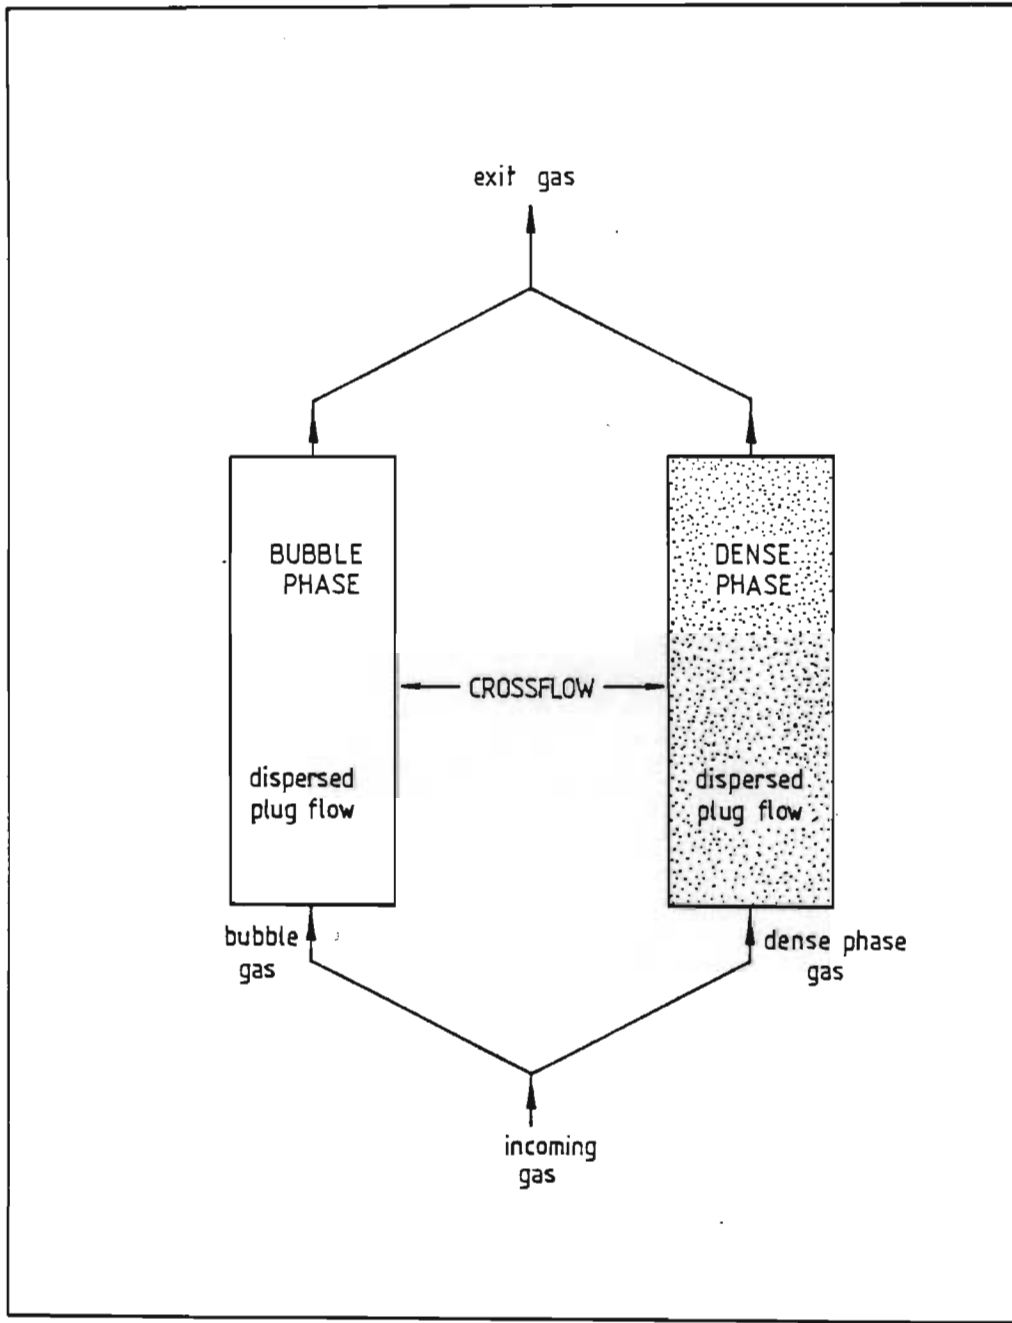 exit gas
BUBBLE
PHASE
DENSE
PHASE
CROSSFLOW
dispersed
plug flow
dispersed
plug flow
bubble
gas
dense phase
gas
incoming
gas